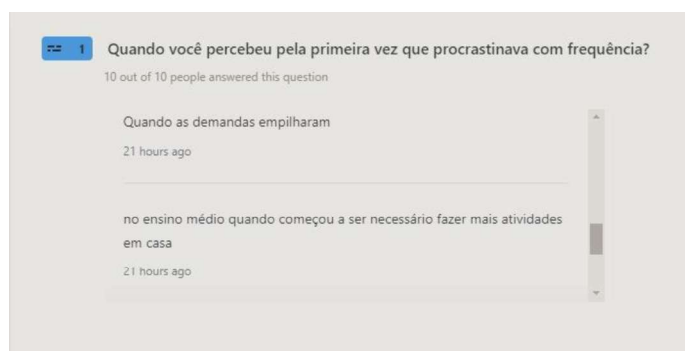 1
Quando você percebeu pela primeira vez que procrastinava com frequência?
10 out of 10 people answered this question
Quando as demandas empilharam
21 hours ago
no ensino médio quando começou a ser necessário fazer mais atividades
em casa
21 hours ago